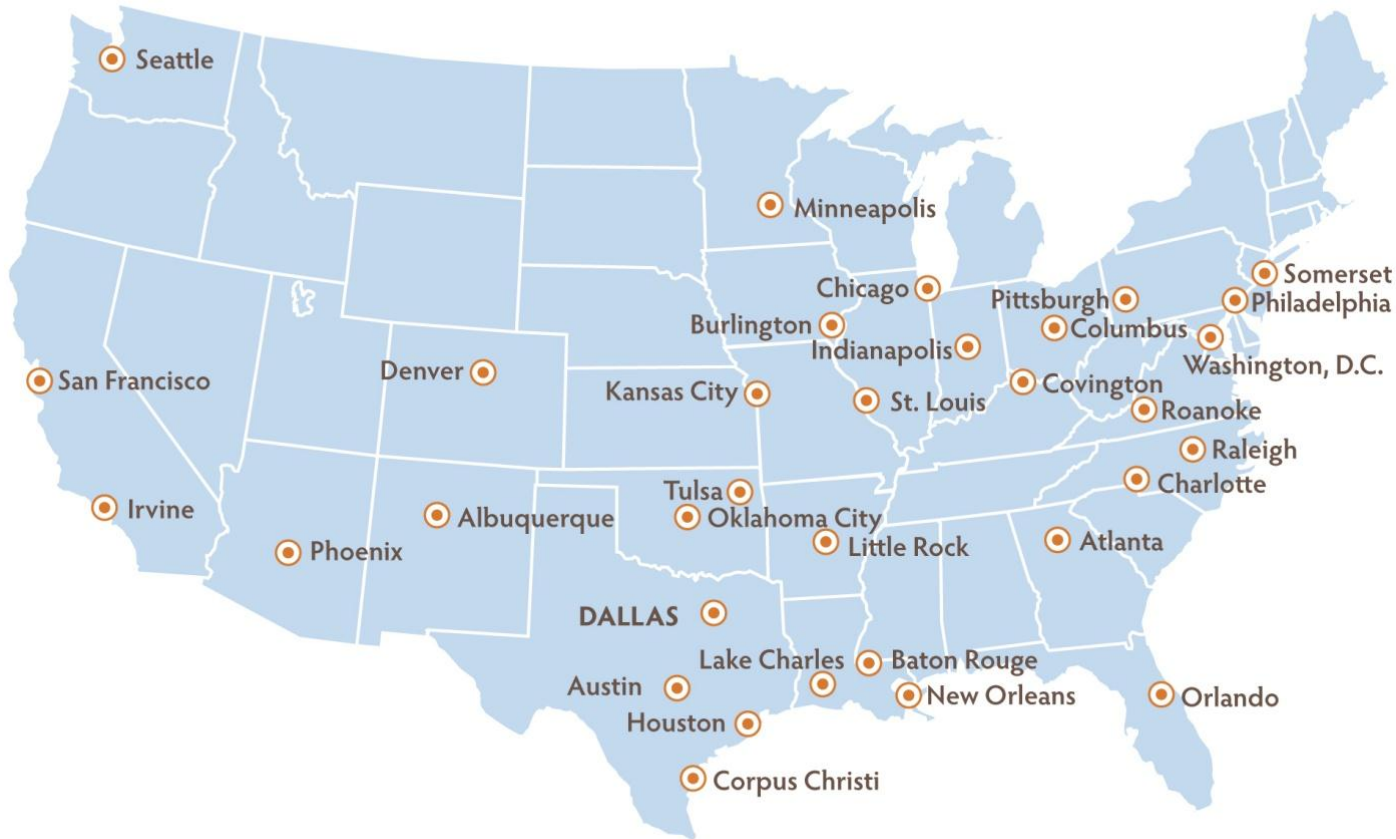 Seattle
Minneapolis
Somerset
Chicago
Pittsburgh
Philadelphia
Burlington
Columbus
Indianapolis
Washington, D.C.
Denver
San Francisco
Kansas City
St. Louis
Covington
Roanoke
Raleigh
Tulsa
Charlotte
Irvine
Albuquerque
Oklahoma City
Phoenix
Little Rock
Atlanta
DALLAS
Lake Charles
Baton Rouge
Austin
New Orleans
Orlando
Houston
Corpus Christi